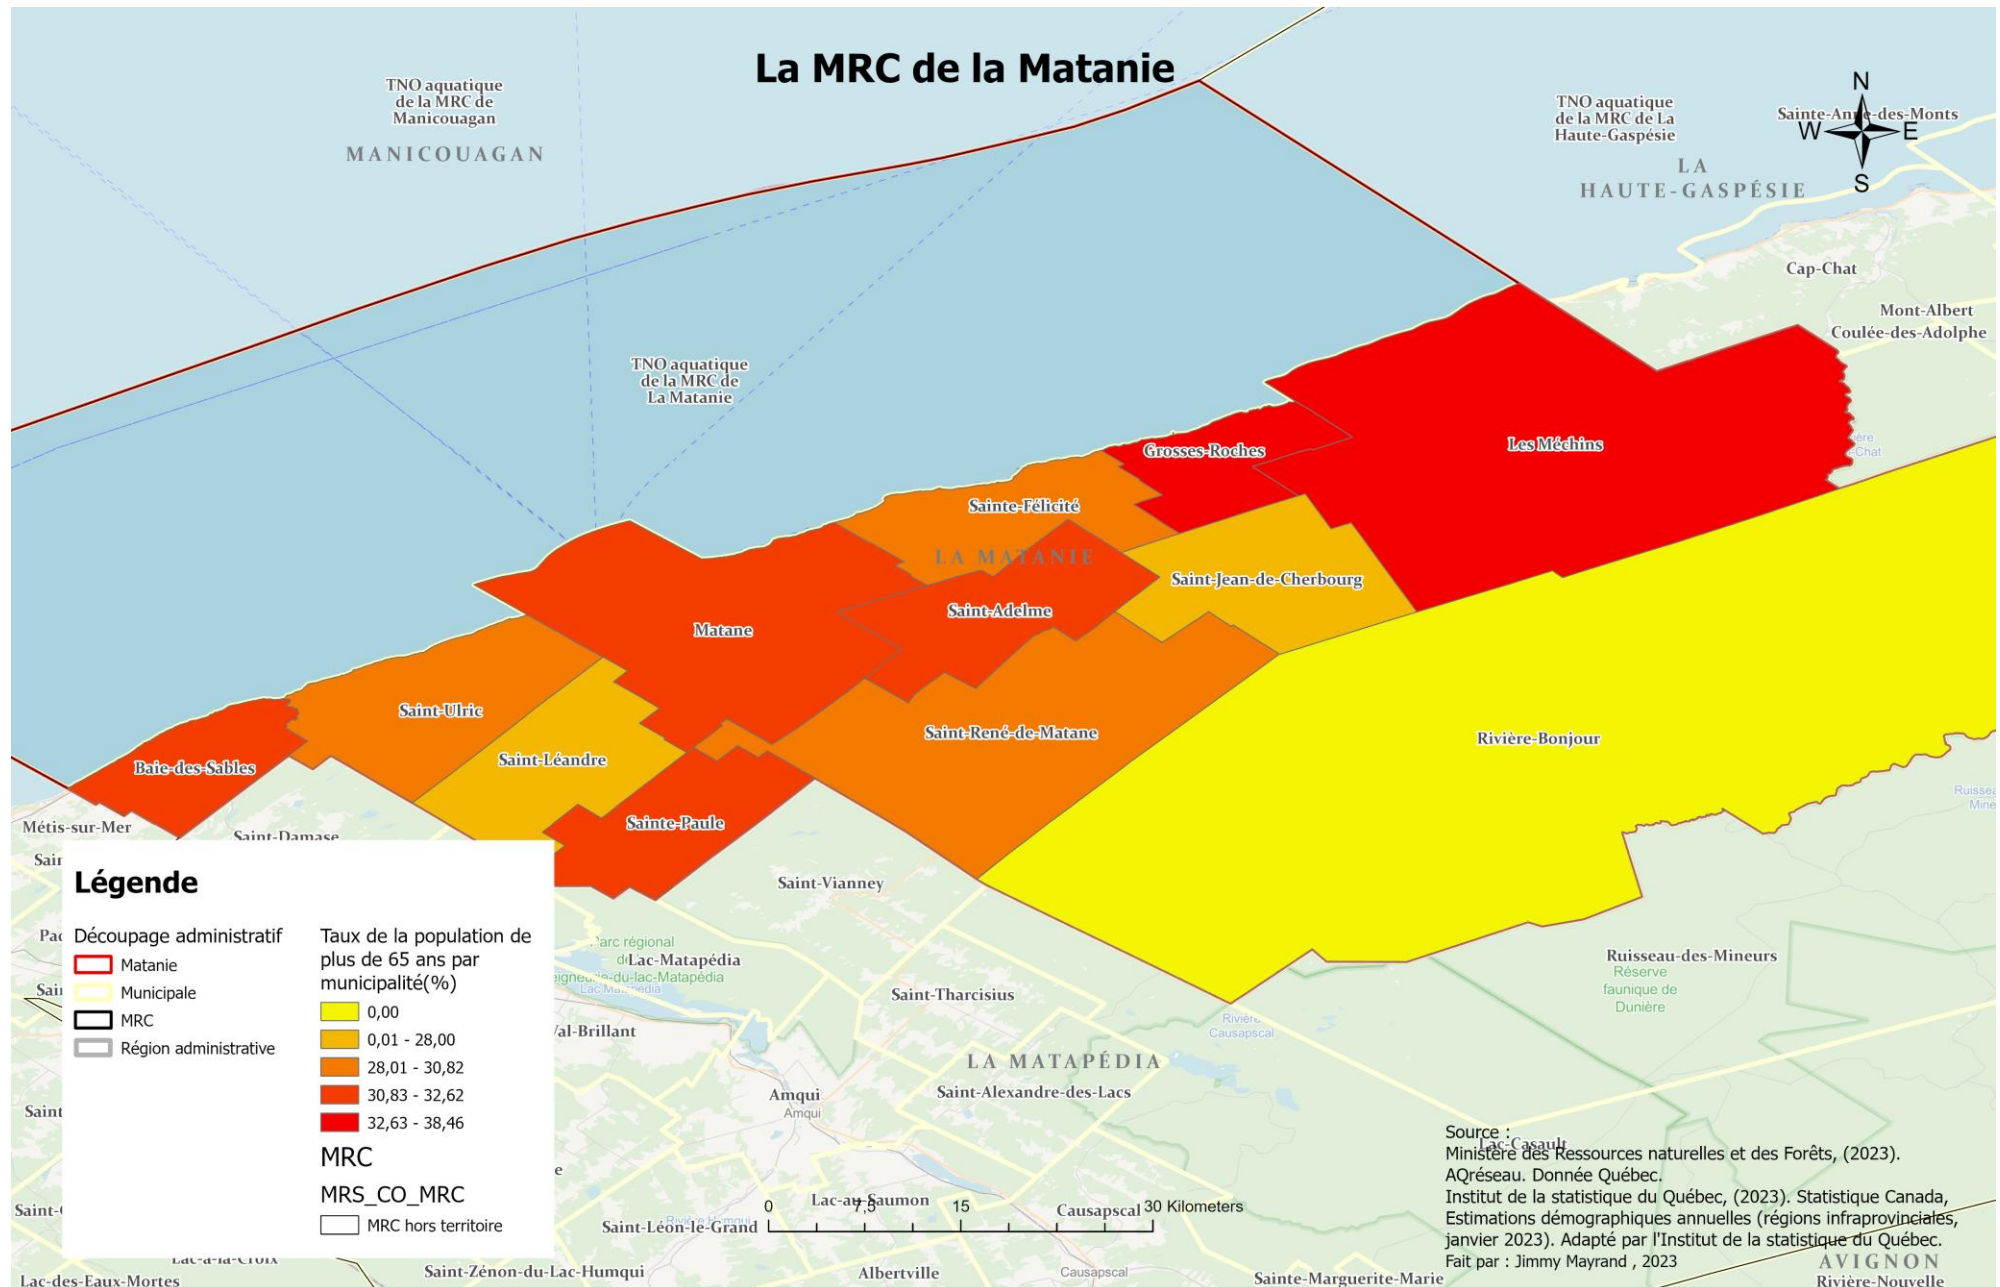 La MRC de la Matanie
TNO aquatique
de la MRC de
Manicouagan
MANICOUAGAN
TNO aquatique
de la MRC de La
Haute-Gaspésie
Sainte-Anne-des-Monts
N
W
E
S
LA
HAUTE-GASPÉSIE
Cap-Chat
Mont-Albert
Coulée-des-Adolphe
TNO aquatique
de la MRC de
La Matanie
Grosses-Roches
Les Méchins
Sainte-Félicité
LA MATANIE
Saint-Jean-de-Cherbourg
Saint-Adelme
Matane
Saint-Ulric
Saint-René-de-Matane
Rivière-Bonjour
Saint-Léandre
Baie-des-Sables
Sainte-Paule
Métis-sur-Mer
Saint-Damase
Saint-Vianney
Parc régional
Lac-Matapédia
Saint-Tharcisius
Val-Brillant
Rivière
Causapscal
Ruisseau-des-Mineurs
Réserve
faunique de
Dunière
LA MATAPÉDIA
Saint-Alexandre-des-Lacs
Amqui
Amqui
Lac-Casault
Lac-au-Saumon
Causapscal
Saint-Léon-le-Grand
Saint-Zénon-du-Lac-Humqui
Albertville
Causapscal
Sainte-Marguerite-Marie
AVIGNON
Rivière-Nouvelle
Lac-à-la-Croix
Lac-des-Eaux-Mortes
Légende
Découpage administratif
Matanie
Municipale
MRC
Région administrative
Taux de la population de
plus de 65 ans par
municipalité(%)
0,00
0,01 - 28,00
28,01 - 30,82
30,83 - 32,62
32,63 - 38,46
MRC
MRS_CO_MRC
MRC hors territoire
0 7,5 15 30 Kilometers
Source :
Ministère des Ressources naturelles et des Forêts, (2023).
AQréseau. Donnée Québec.
Institut de la statistique du Québec, (2023). Statistique Canada,
Estimations démographiques annuelles (régions infraprovinciales,
janvier 2023). Adapté par l'Institut de la statistique du Québec.
Fait par : Jimmy Mayrand , 2023